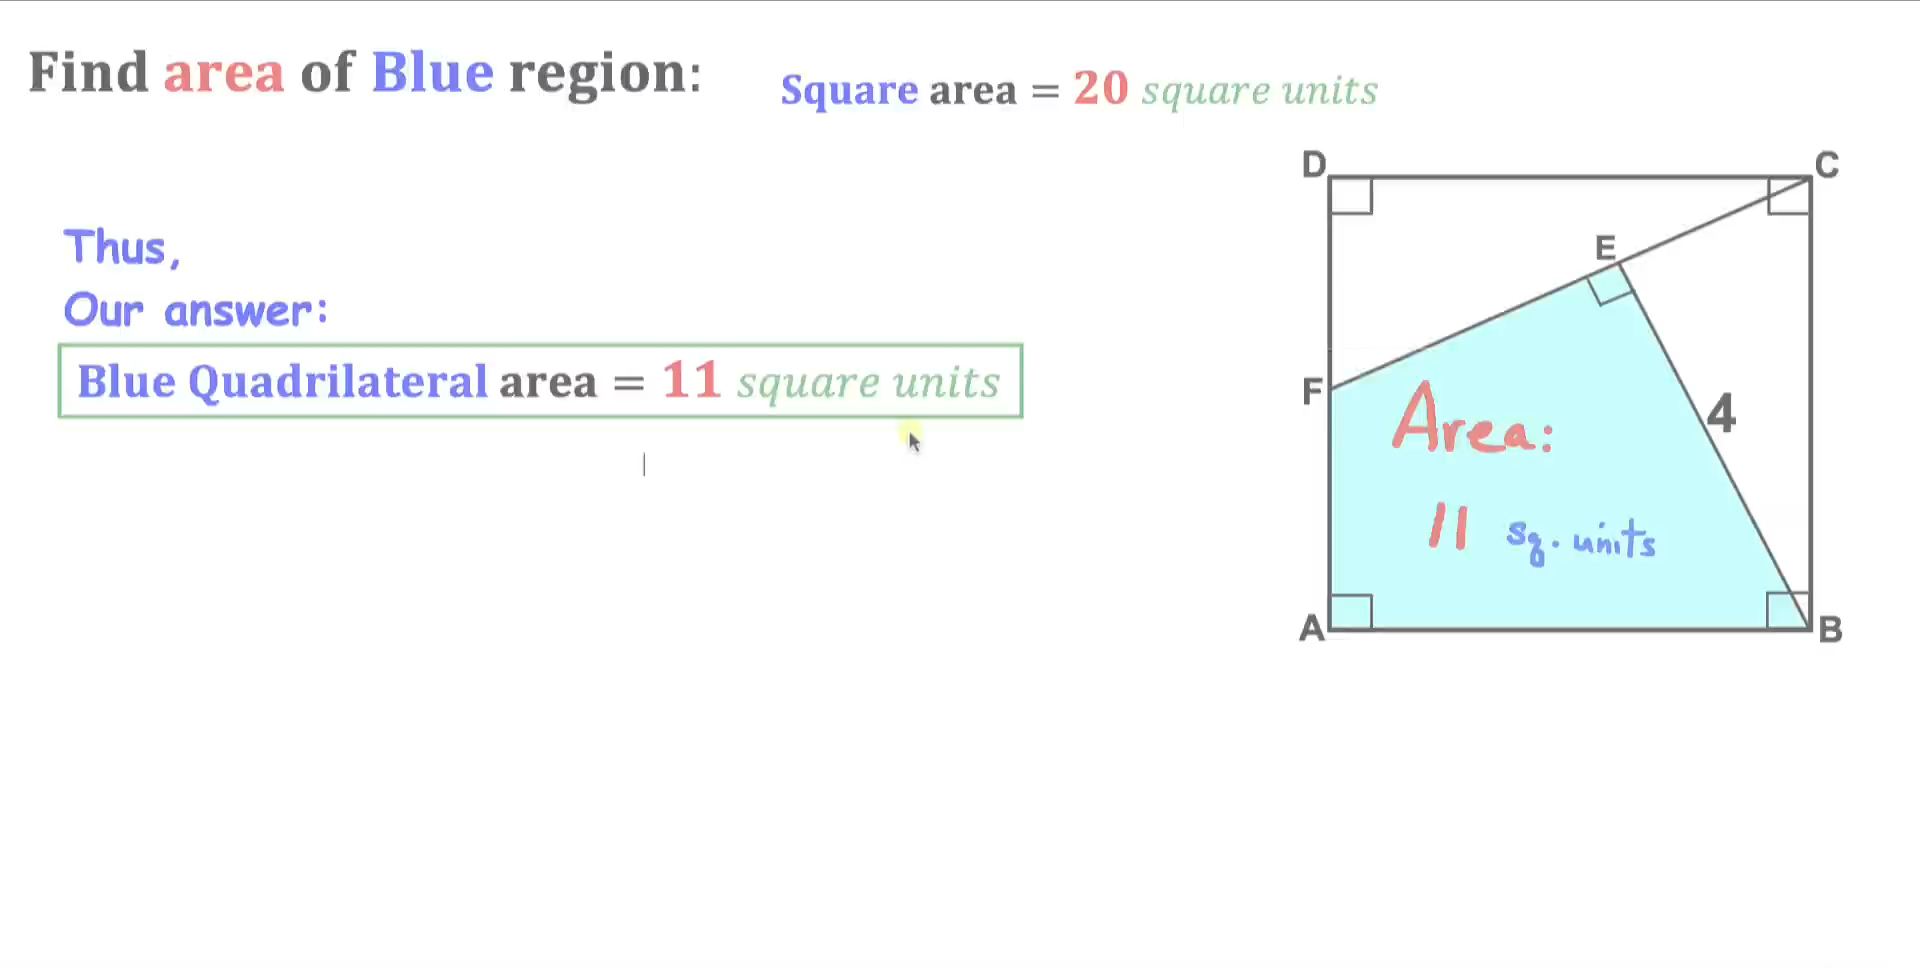 Find area of Blue region:
Square area = 20 square units
Thus,
Our answer:
Blue Quadrilateral area = 11 square units
D
C
E
F
4
Area:
11 sq. units
A
B